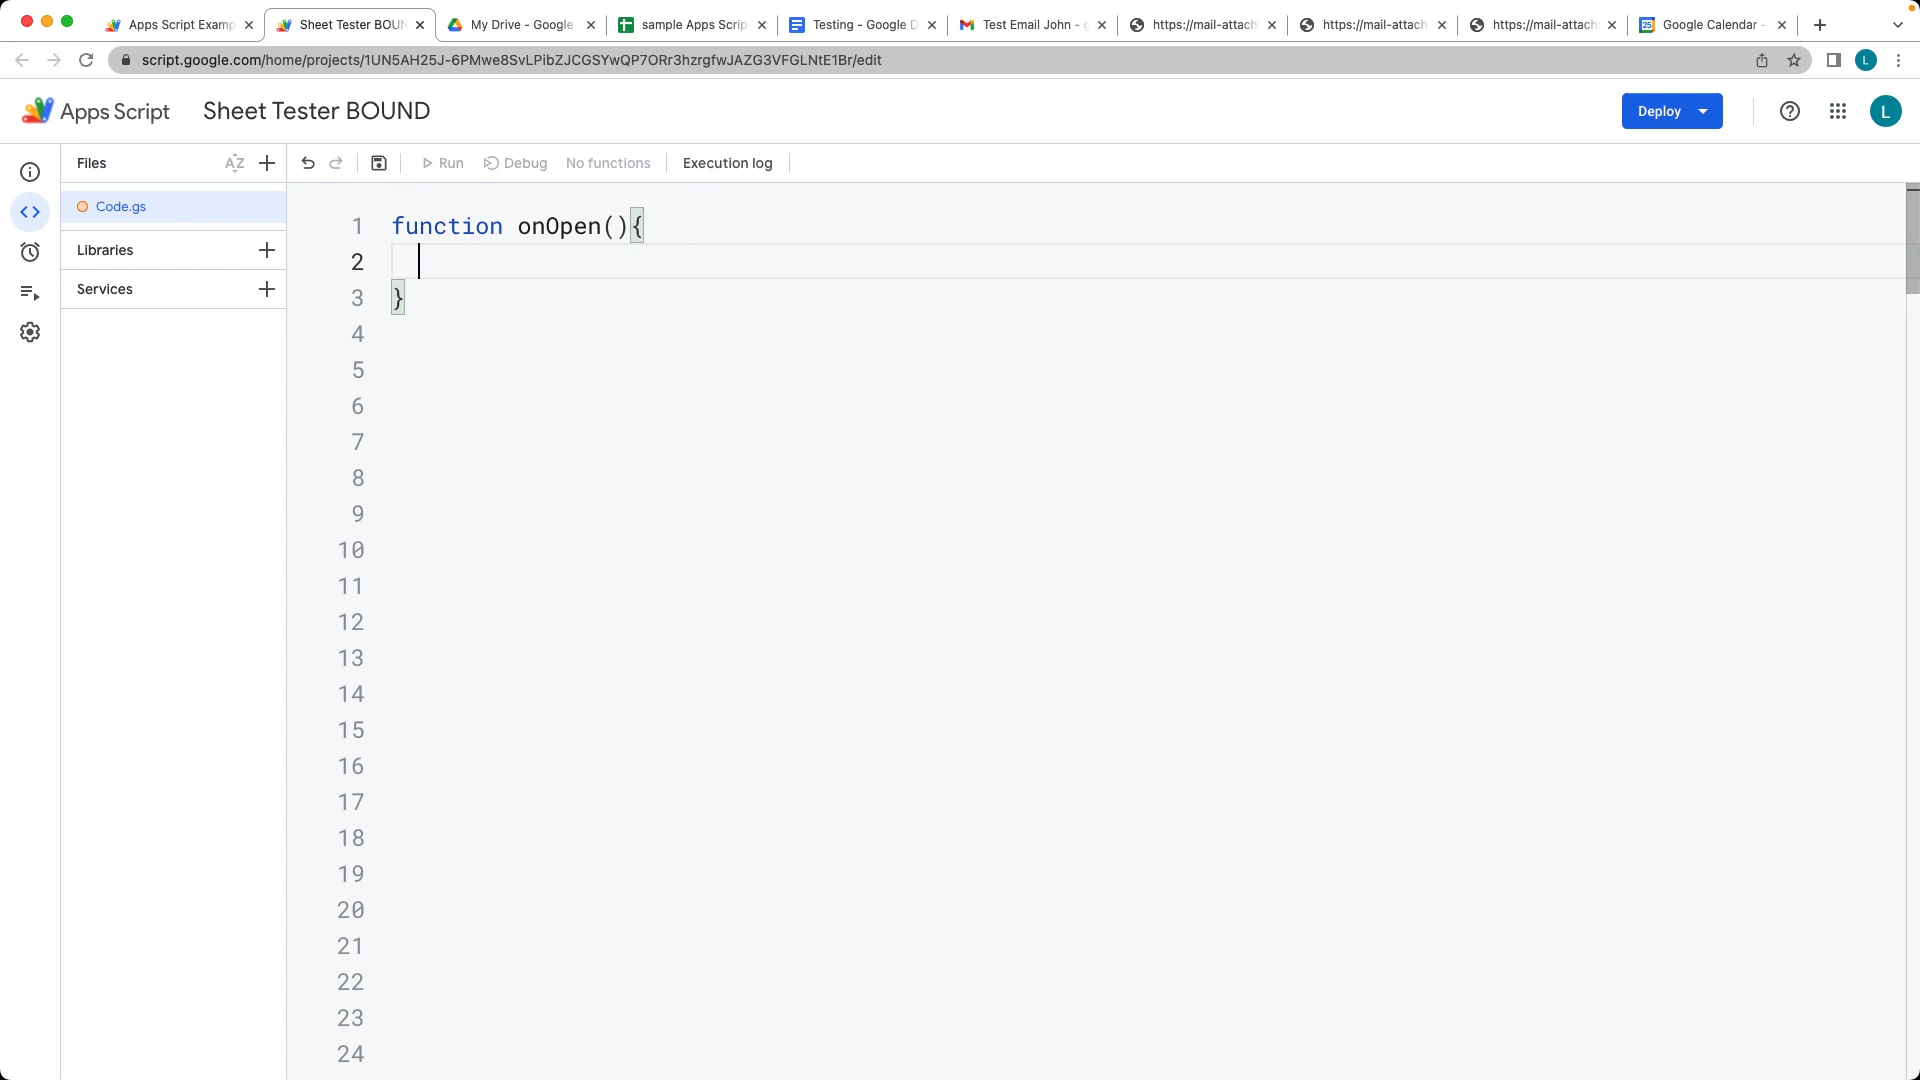 Apps Script Examp
Sheet Tester BOUN
My Drive - Google
sample Apps Scrip
Testing - Google D
Test Email John - g
https://mail-attach
https://mail-attach
https://mail-attach
25
Google Calendar -
script.google.com/home/projects/1UN5AH25J-6PMwe8SvLPibZJCGSYwQP7ORr3hzrgfwJAZG3VFGLNtE1Br/edit
L
Apps Script
Sheet Tester BOUND
Deploy
L
Files
AZ
Run
Debug
No functions
Execution log
Code.gs
Libraries
Services
1 function onOpen(){
2
3 }
4
5
6
7
8
9
10
11
12
13
14
15
16
17
18
19
20
21
22
23
24